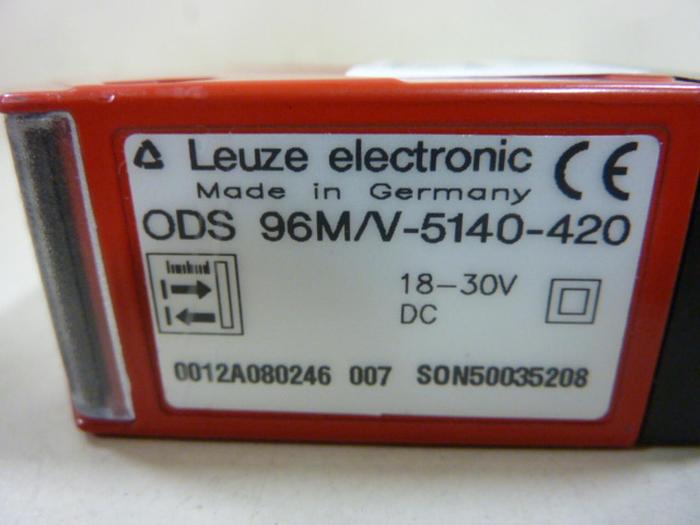 Leuze electronic CE
Made in Germany
ODS 96M/V-5140-420
18-30V
DC
0012A080246 007 SON50035208